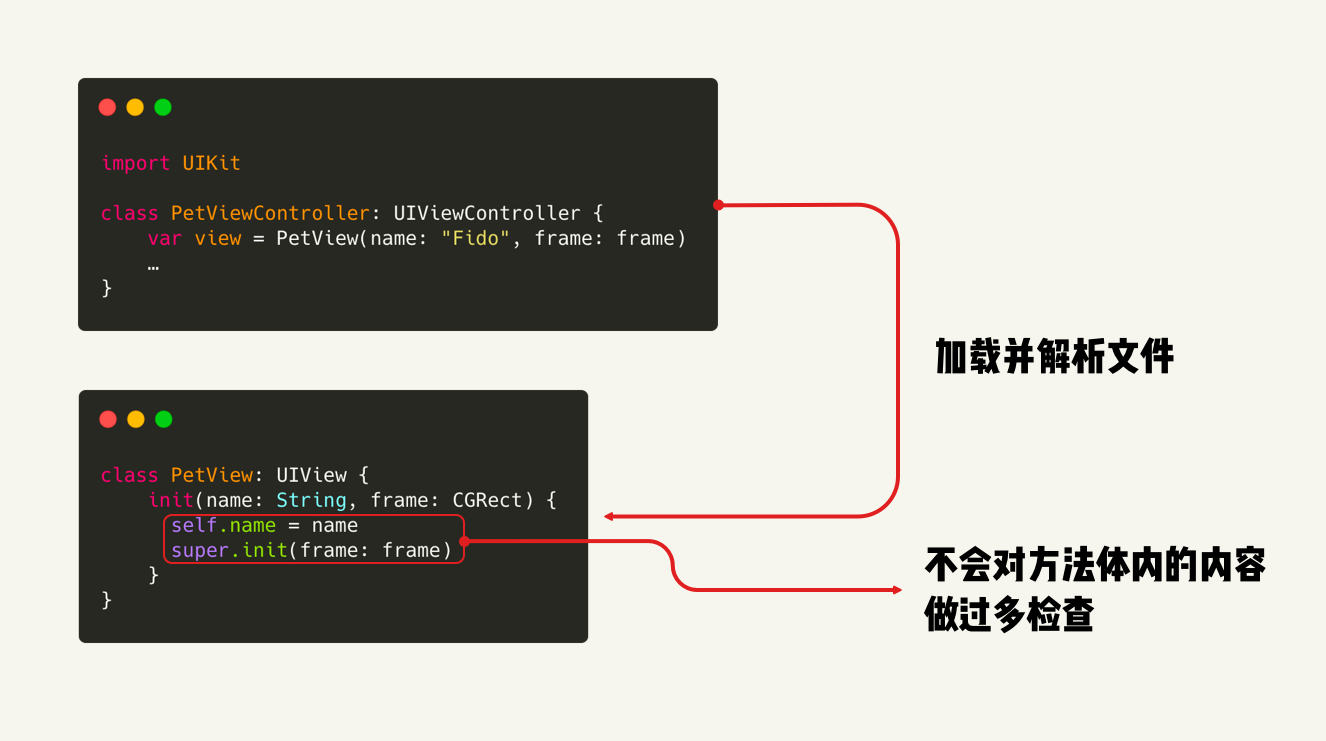 import UIKit
class PetViewController: UIViewController {
    var view = PetView(name: "Fido", frame: frame)
    …
}
加载并解析文件
class PetView: UIView {
    init(name: String, frame: CGRect) {
      self.name = name
      super.init(frame: frame)
    }
}
不会对方法体内的内容
做过多检查